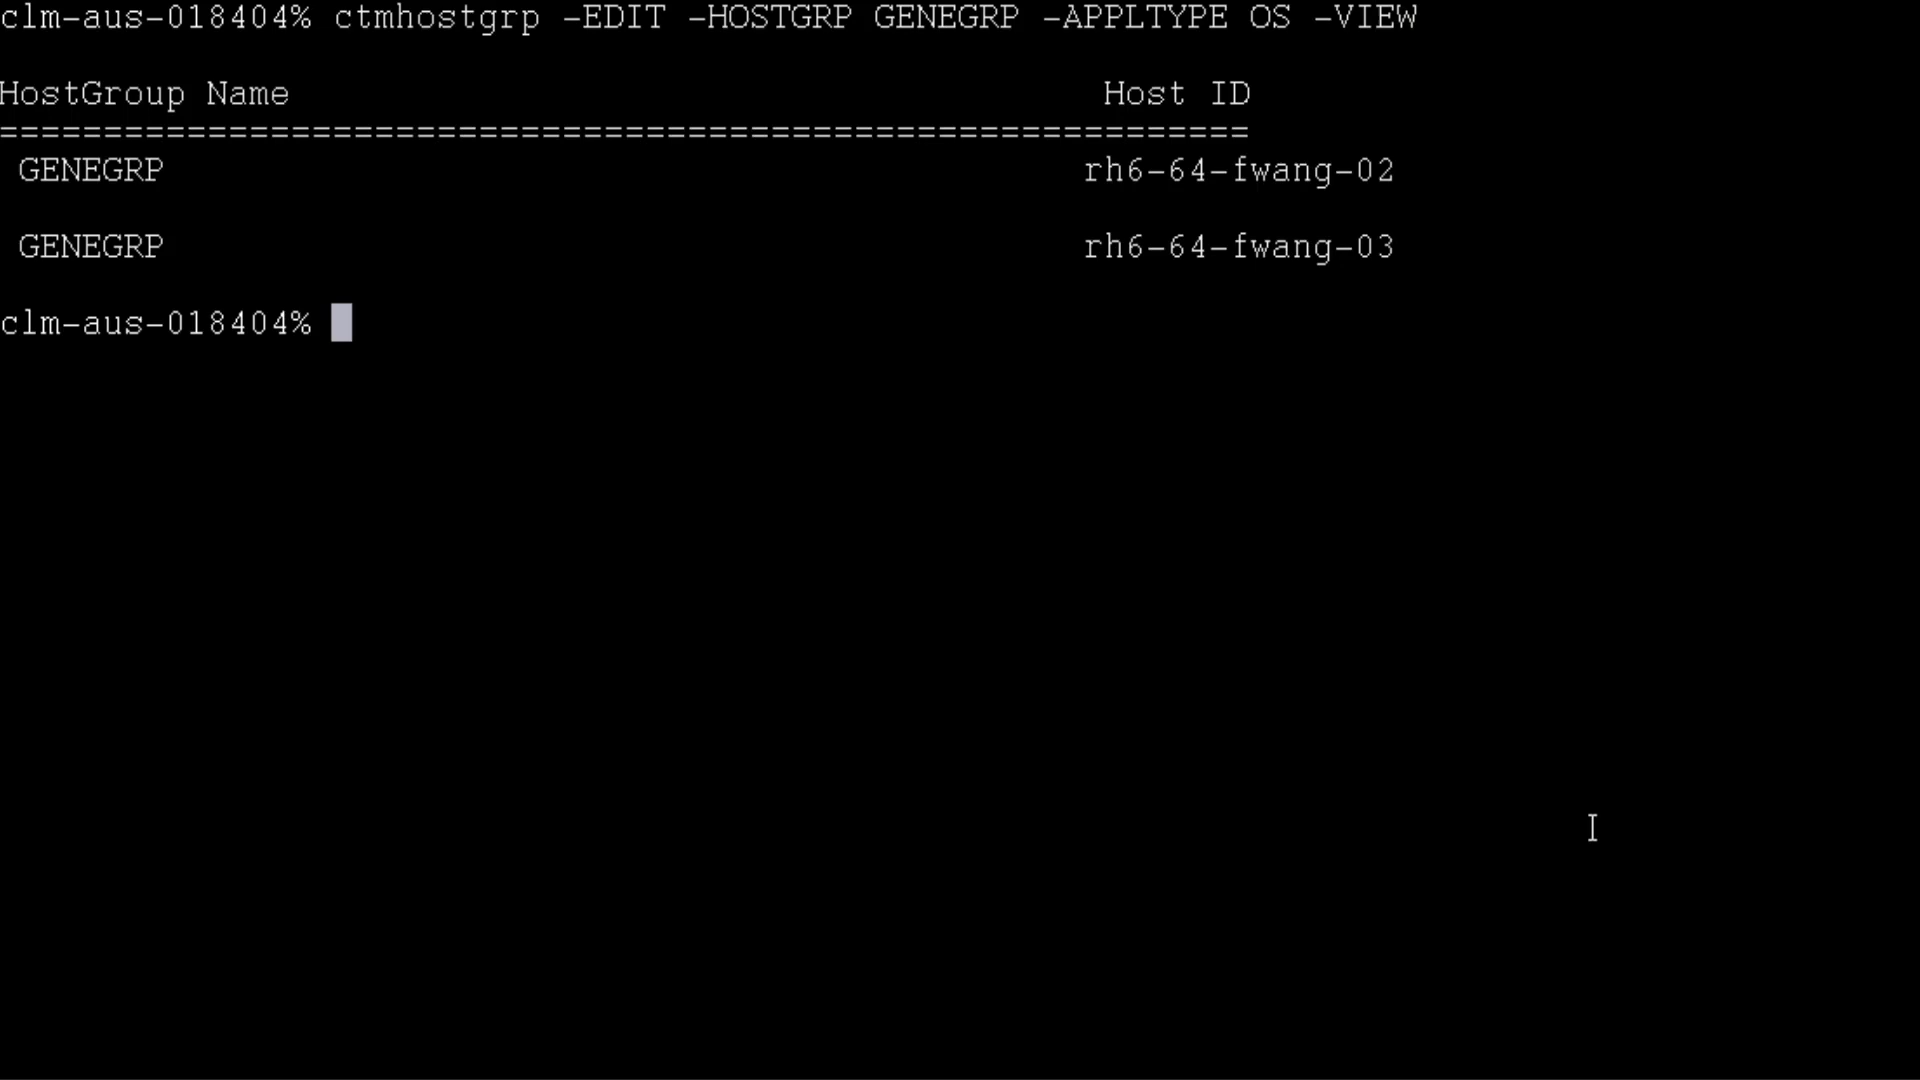 clm-aus-018404% ctmhostgrp -EDIT -HOSTGRP GENEGRP -APPLTYPE OS -VIEW
HostGroup Name Host ID
============================================================
GENEGRP rh6-64-fwang-02
GENEGRP rh6-64-fwang-03
clm-aus-018404%